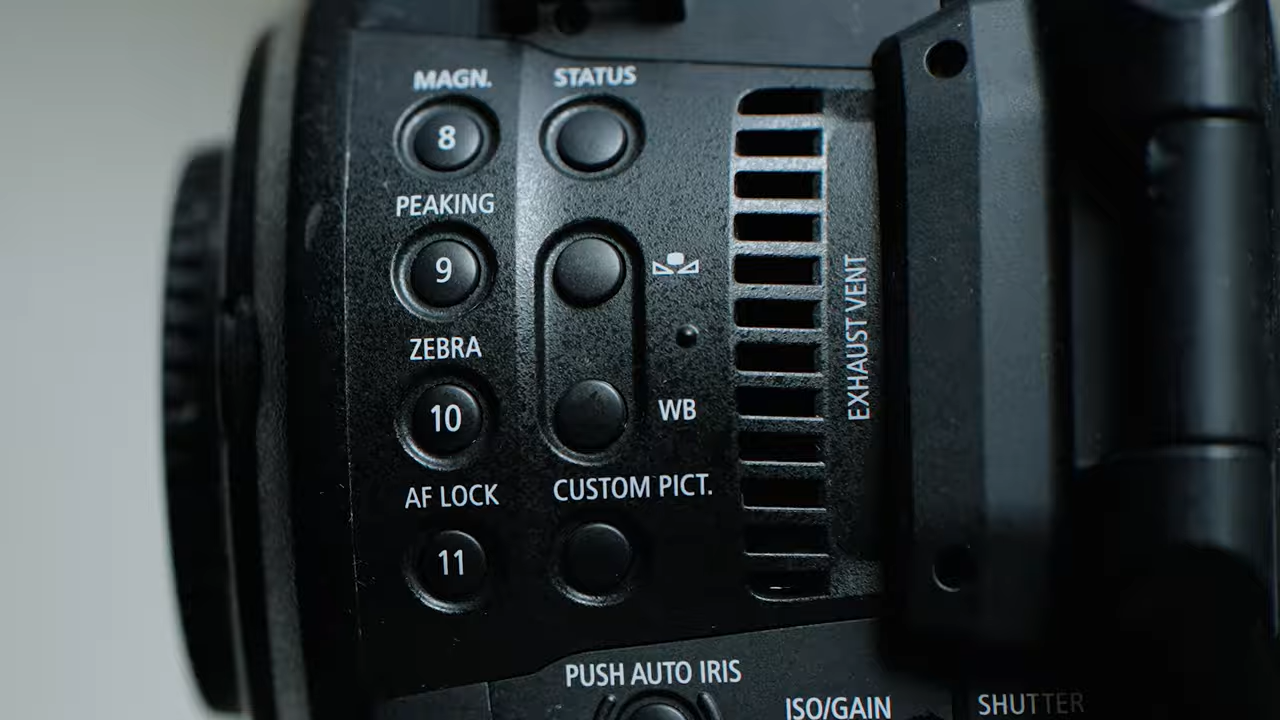 MAGN.
STATUS
8
PEAKING
9
ZEBRA
10
WB
EXHAUST VENT
AF LOCK
CUSTOM PICT.
11
PUSH AUTO IRIS
ISO/GAIN
SHUTTER